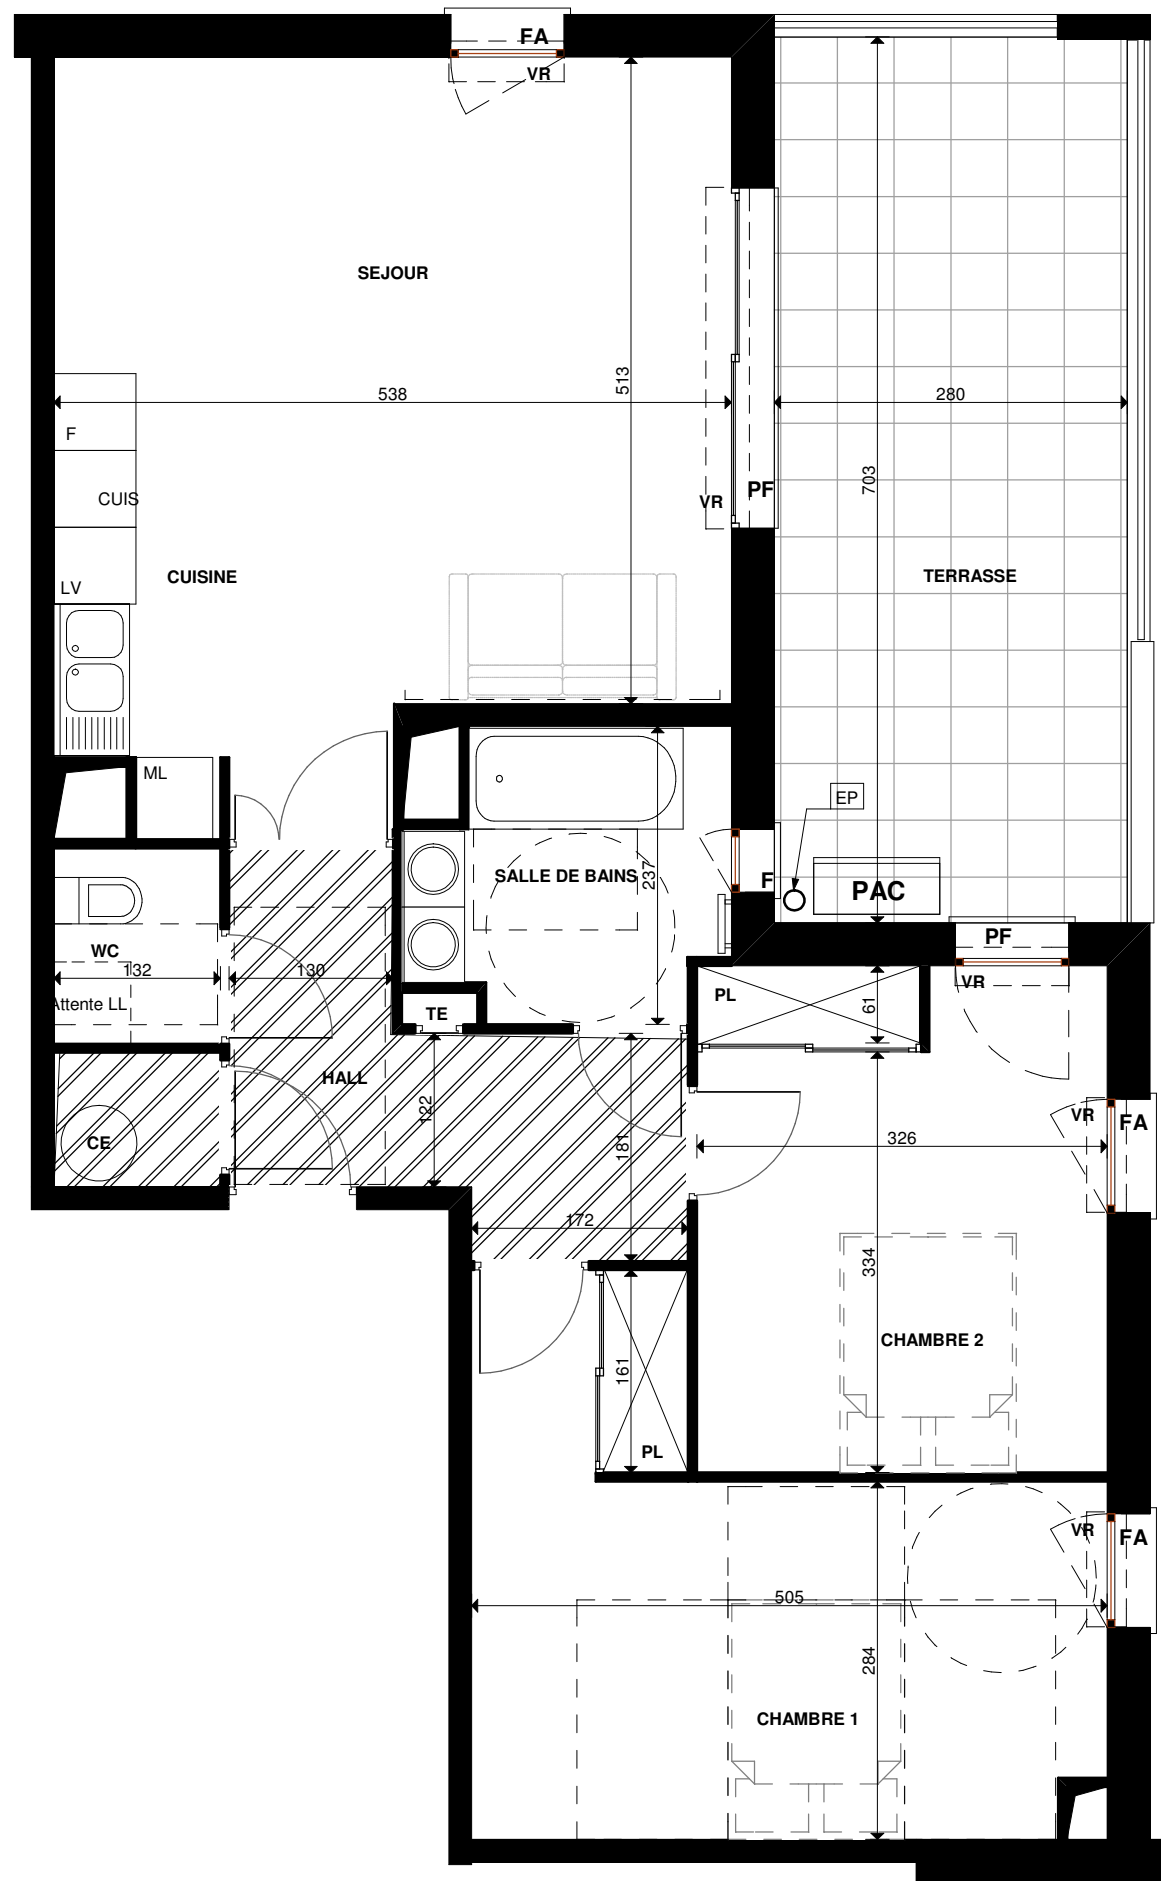 FA
VR
SEJOUR
538
513
280
F
CUIS
703
VR
PF
LV
CUISINE
TERRASSE
ML
EP
SALLE DE BAINS
237
F
PAC
WC
132
130
PF
VR
Attente LL
TE
PL
61
HALL
122
CE
181
326
VR
FA
172
334
CHAMBRE 2
161
PL
VR
FA
505
284
CHAMBRE 1